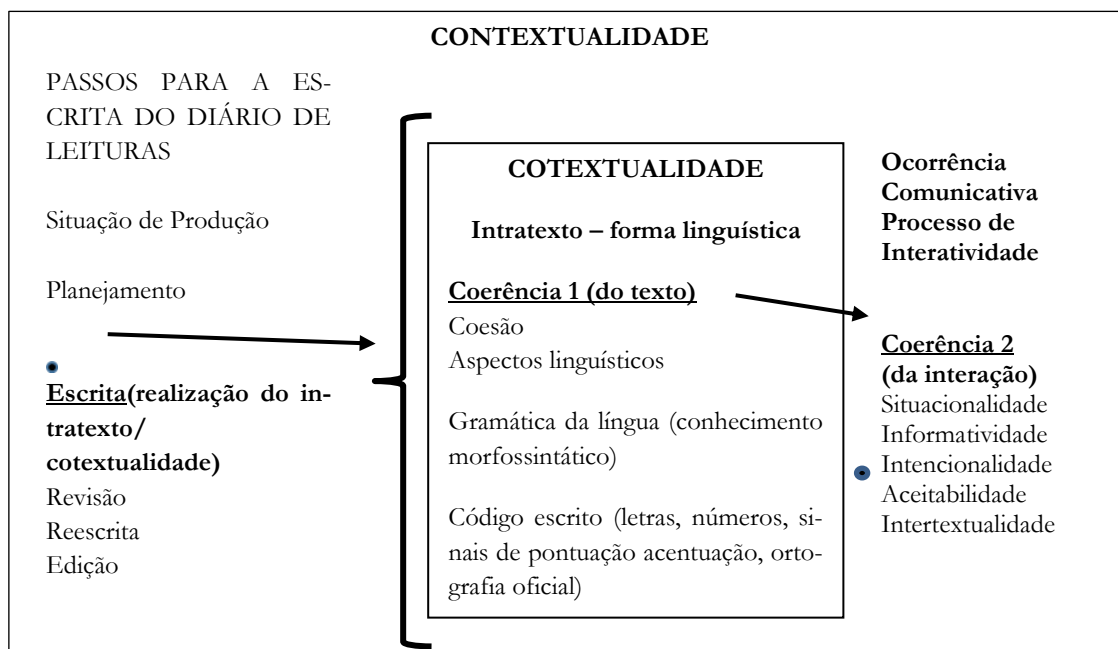 CONTEXTUALIDADE
PASSOS PARA A ES-
CRITA DO DIÁRIO DE
LEITURAS
Situação de Produção
Planejamento
Escrita(realização do in-
tratexto/
cotextualidade)
Revisão
Reescrita
Edição
COTEXTUALIDADE
Intratexto – forma linguística
Coerência 1 (do texto)
Coesão
Aspectos linguísticos
Gramática da língua (conhecimento
morfossintático)
Código escrito (letras, números, si-
nais de pontuação acentuação, orto-
grafia oficial)
Ocorrência
Comunicativa
Processo de
Interatividade
Coerência 2
(da interação)
Situacionalidade
Informatividade
Intencionalidade
Aceitabilidade
Intertextualidade